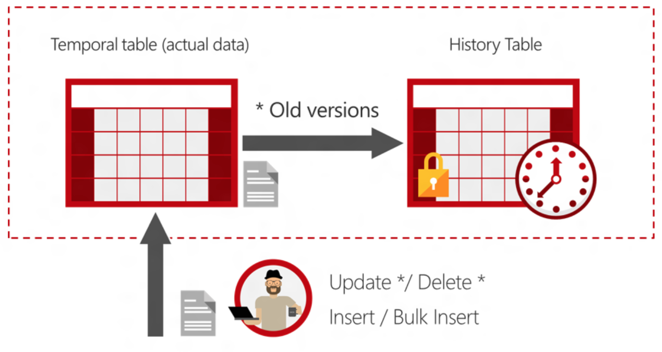 Temporal table (actual data)
History Table
* Old versions
Update */ Delete *
Insert / Bulk Insert